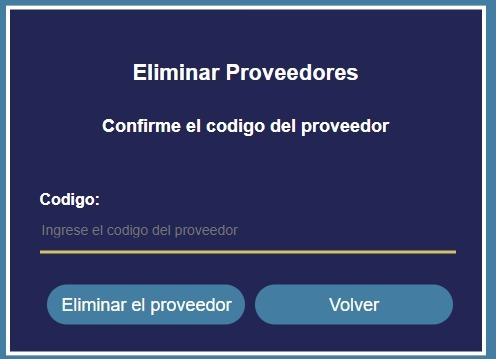 Eliminar Proveedores
Confirme el codigo del proveedor
Codigo:
Ingrese el codigo del proveedor
Eliminar el proveedor
Volver